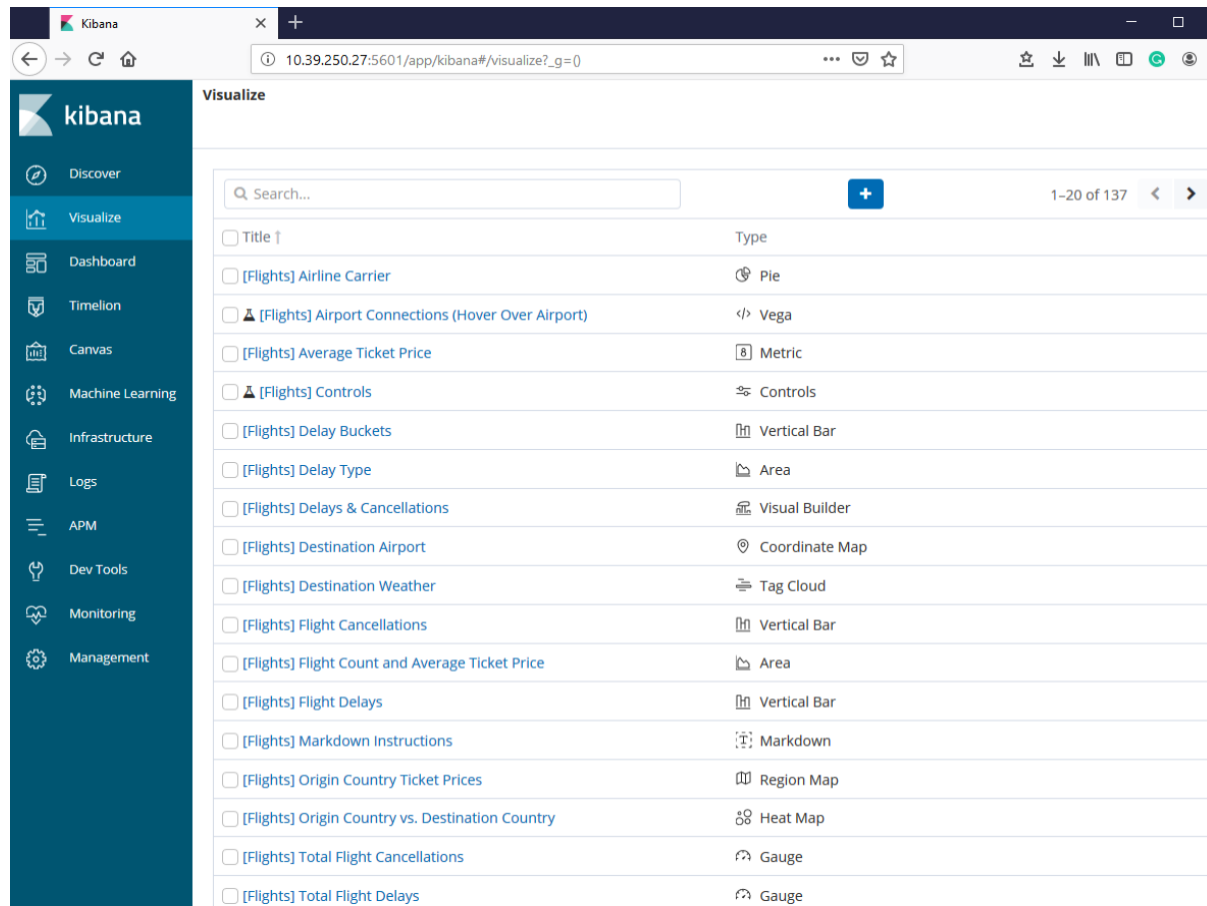 Kibana
10.39.250.27:5601/app/kibana#/visualize?_g=()
kibana
Discover
Visualize
Dashboard
Timelion
Canvas
Machine Learning
Infrastructure
Logs
APM
Dev Tools
Monitoring
Management
Visualize
Search...
1–20 of 137
Title Type
[Flights] Airline Carrier Pie
[Flights] Airport Connections (Hover Over Airport) Vega
[Flights] Average Ticket Price Metric
[Flights] Controls Controls
[Flights] Delay Buckets Vertical Bar
[Flights] Delay Type Area
[Flights] Delays & Cancellations Visual Builder
[Flights] Destination Airport Coordinate Map
[Flights] Destination Weather Tag Cloud
[Flights] Flight Cancellations Vertical Bar
[Flights] Flight Count and Average Ticket Price Area
[Flights] Flight Delays Vertical Bar
[Flights] Markdown Instructions Markdown
[Flights] Origin Country Ticket Prices Region Map
[Flights] Origin Country vs. Destination Country Heat Map
[Flights] Total Flight Cancellations Gauge
[Flights] Total Flight Delays Gauge